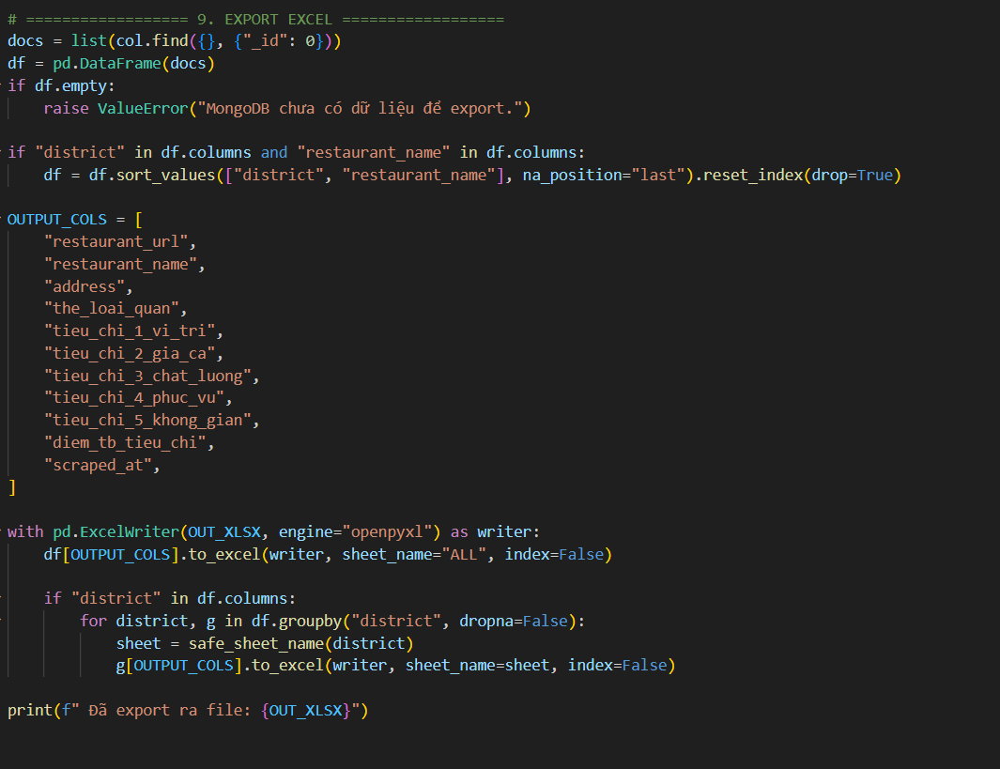 # ================== 9. EXPORT EXCEL ==================
docs = list(col.find({}, {"_id": 0}))
df = pd.DataFrame(docs)
if df.empty:
    raise ValueError("MongoDB chưa có dữ liệu để export.")

if "district" in df.columns and "restaurant_name" in df.columns:
    df = df.sort_values(["district", "restaurant_name"], na_position="last").reset_index(drop=True)

OUTPUT_COLS = [
    "restaurant_url",
    "restaurant_name",
    "address",
    "the_loai_quan",
    "tieu_chi_1_vi_tri",
    "tieu_chi_2_gia_ca",
    "tieu_chi_3_chat_luong",
    "tieu_chi_4_phuc_vu",
    "tieu_chi_5_khong_gian",
    "diem_tb_tieu_chi",
    "scraped_at",
]

with pd.ExcelWriter(OUT_XLSX, engine="openpyxl") as writer:
    df[OUTPUT_COLS].to_excel(writer, sheet_name="ALL", index=False)

    if "district" in df.columns:
        for district, g in df.groupby("district", dropna=False):
            sheet = safe_sheet_name(district)
            g[OUTPUT_COLS].to_excel(writer, sheet_name=sheet, index=False)

print(f" Đã export ra file: {OUT_XLSX}")